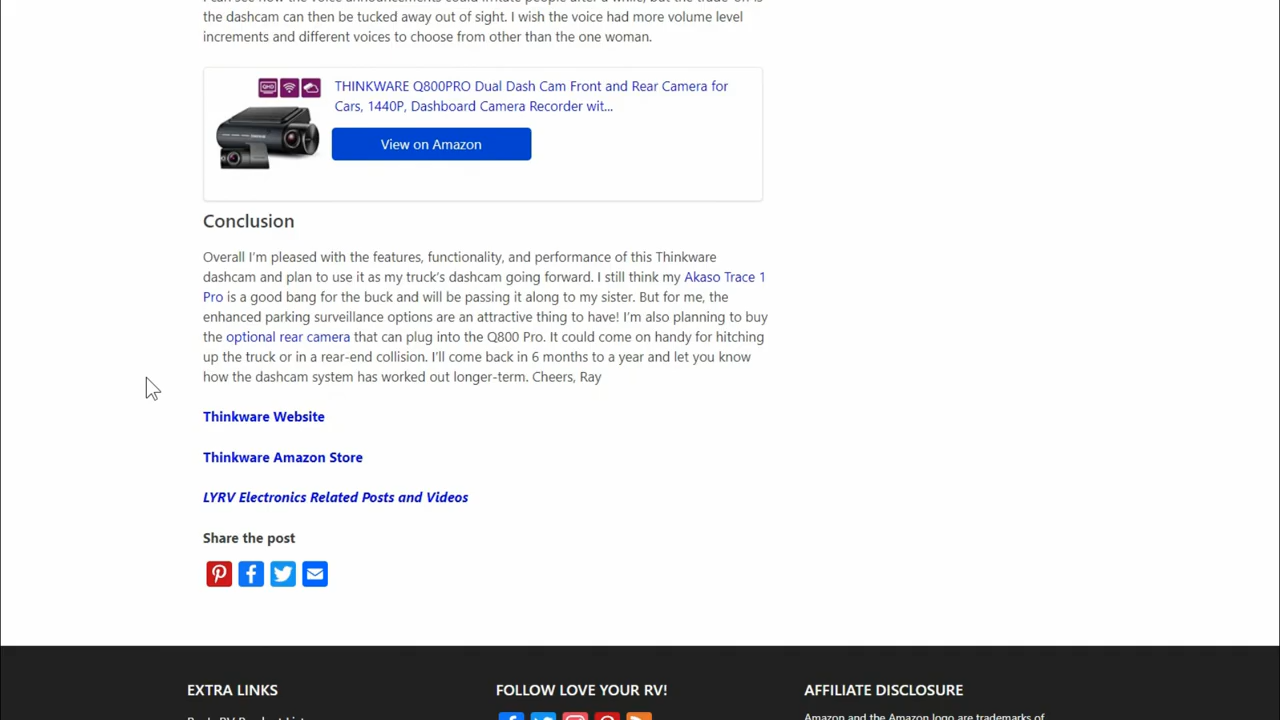 the dashcam can then be tucked away out of sight. I wish the voice had more volume level
increments and different voices to choose from other than the one woman.
THINKWARE Q800PRO Dual Dash Cam Front and Rear Camera for
Cars, 1440P, Dashboard Camera Recorder wit...
View on Amazon
Conclusion
Overall I'm pleased with the features, functionality, and performance of this Thinkware
dashcam and plan to use it as my truck's dashcam going forward. I still think my Akaso Trace 1
Pro is a good bang for the buck and will be passing it along to my sister. But for me, the
enhanced parking surveillance options are an attractive thing to have! I'm also planning to buy
the optional rear camera that can plug into the Q800 Pro. It could come on handy for hitching
up the truck or in a rear-end collision. I'll come back in 6 months to a year and let you know
how the dashcam system has worked out longer-term. Cheers, Ray
Thinkware Website
Thinkware Amazon Store
LYRV Electronics Related Posts and Videos
Share the post
EXTRA LINKS
FOLLOW LOVE YOUR RV!
AFFILIATE DISCLOSURE
Amazon and the Amazon logo are trademarks of